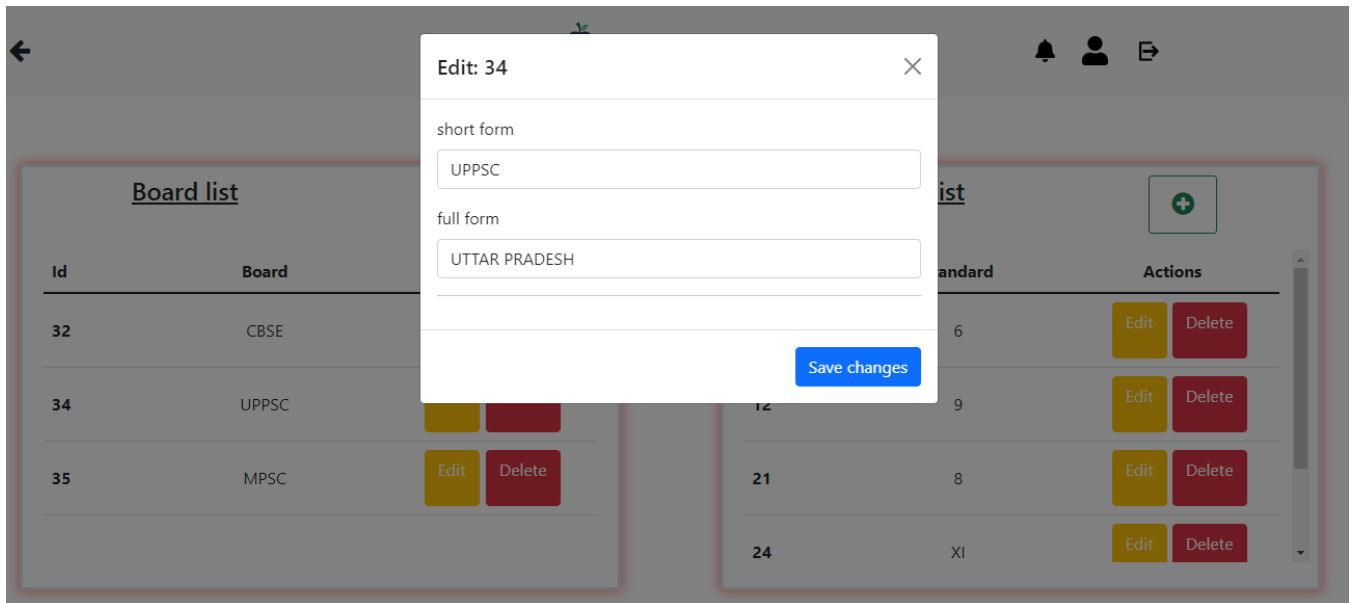 Edit: 34
short form
UPPSC
full form
UTTAR PRADESH
Save changes
Board list
Id Board
32 CBSE
34 UPPSC
35 MPSC Edit Delete
ist
andard Actions
6 Edit Delete
12 9 Edit Delete
21 8 Edit Delete
24 XI Edit Delete